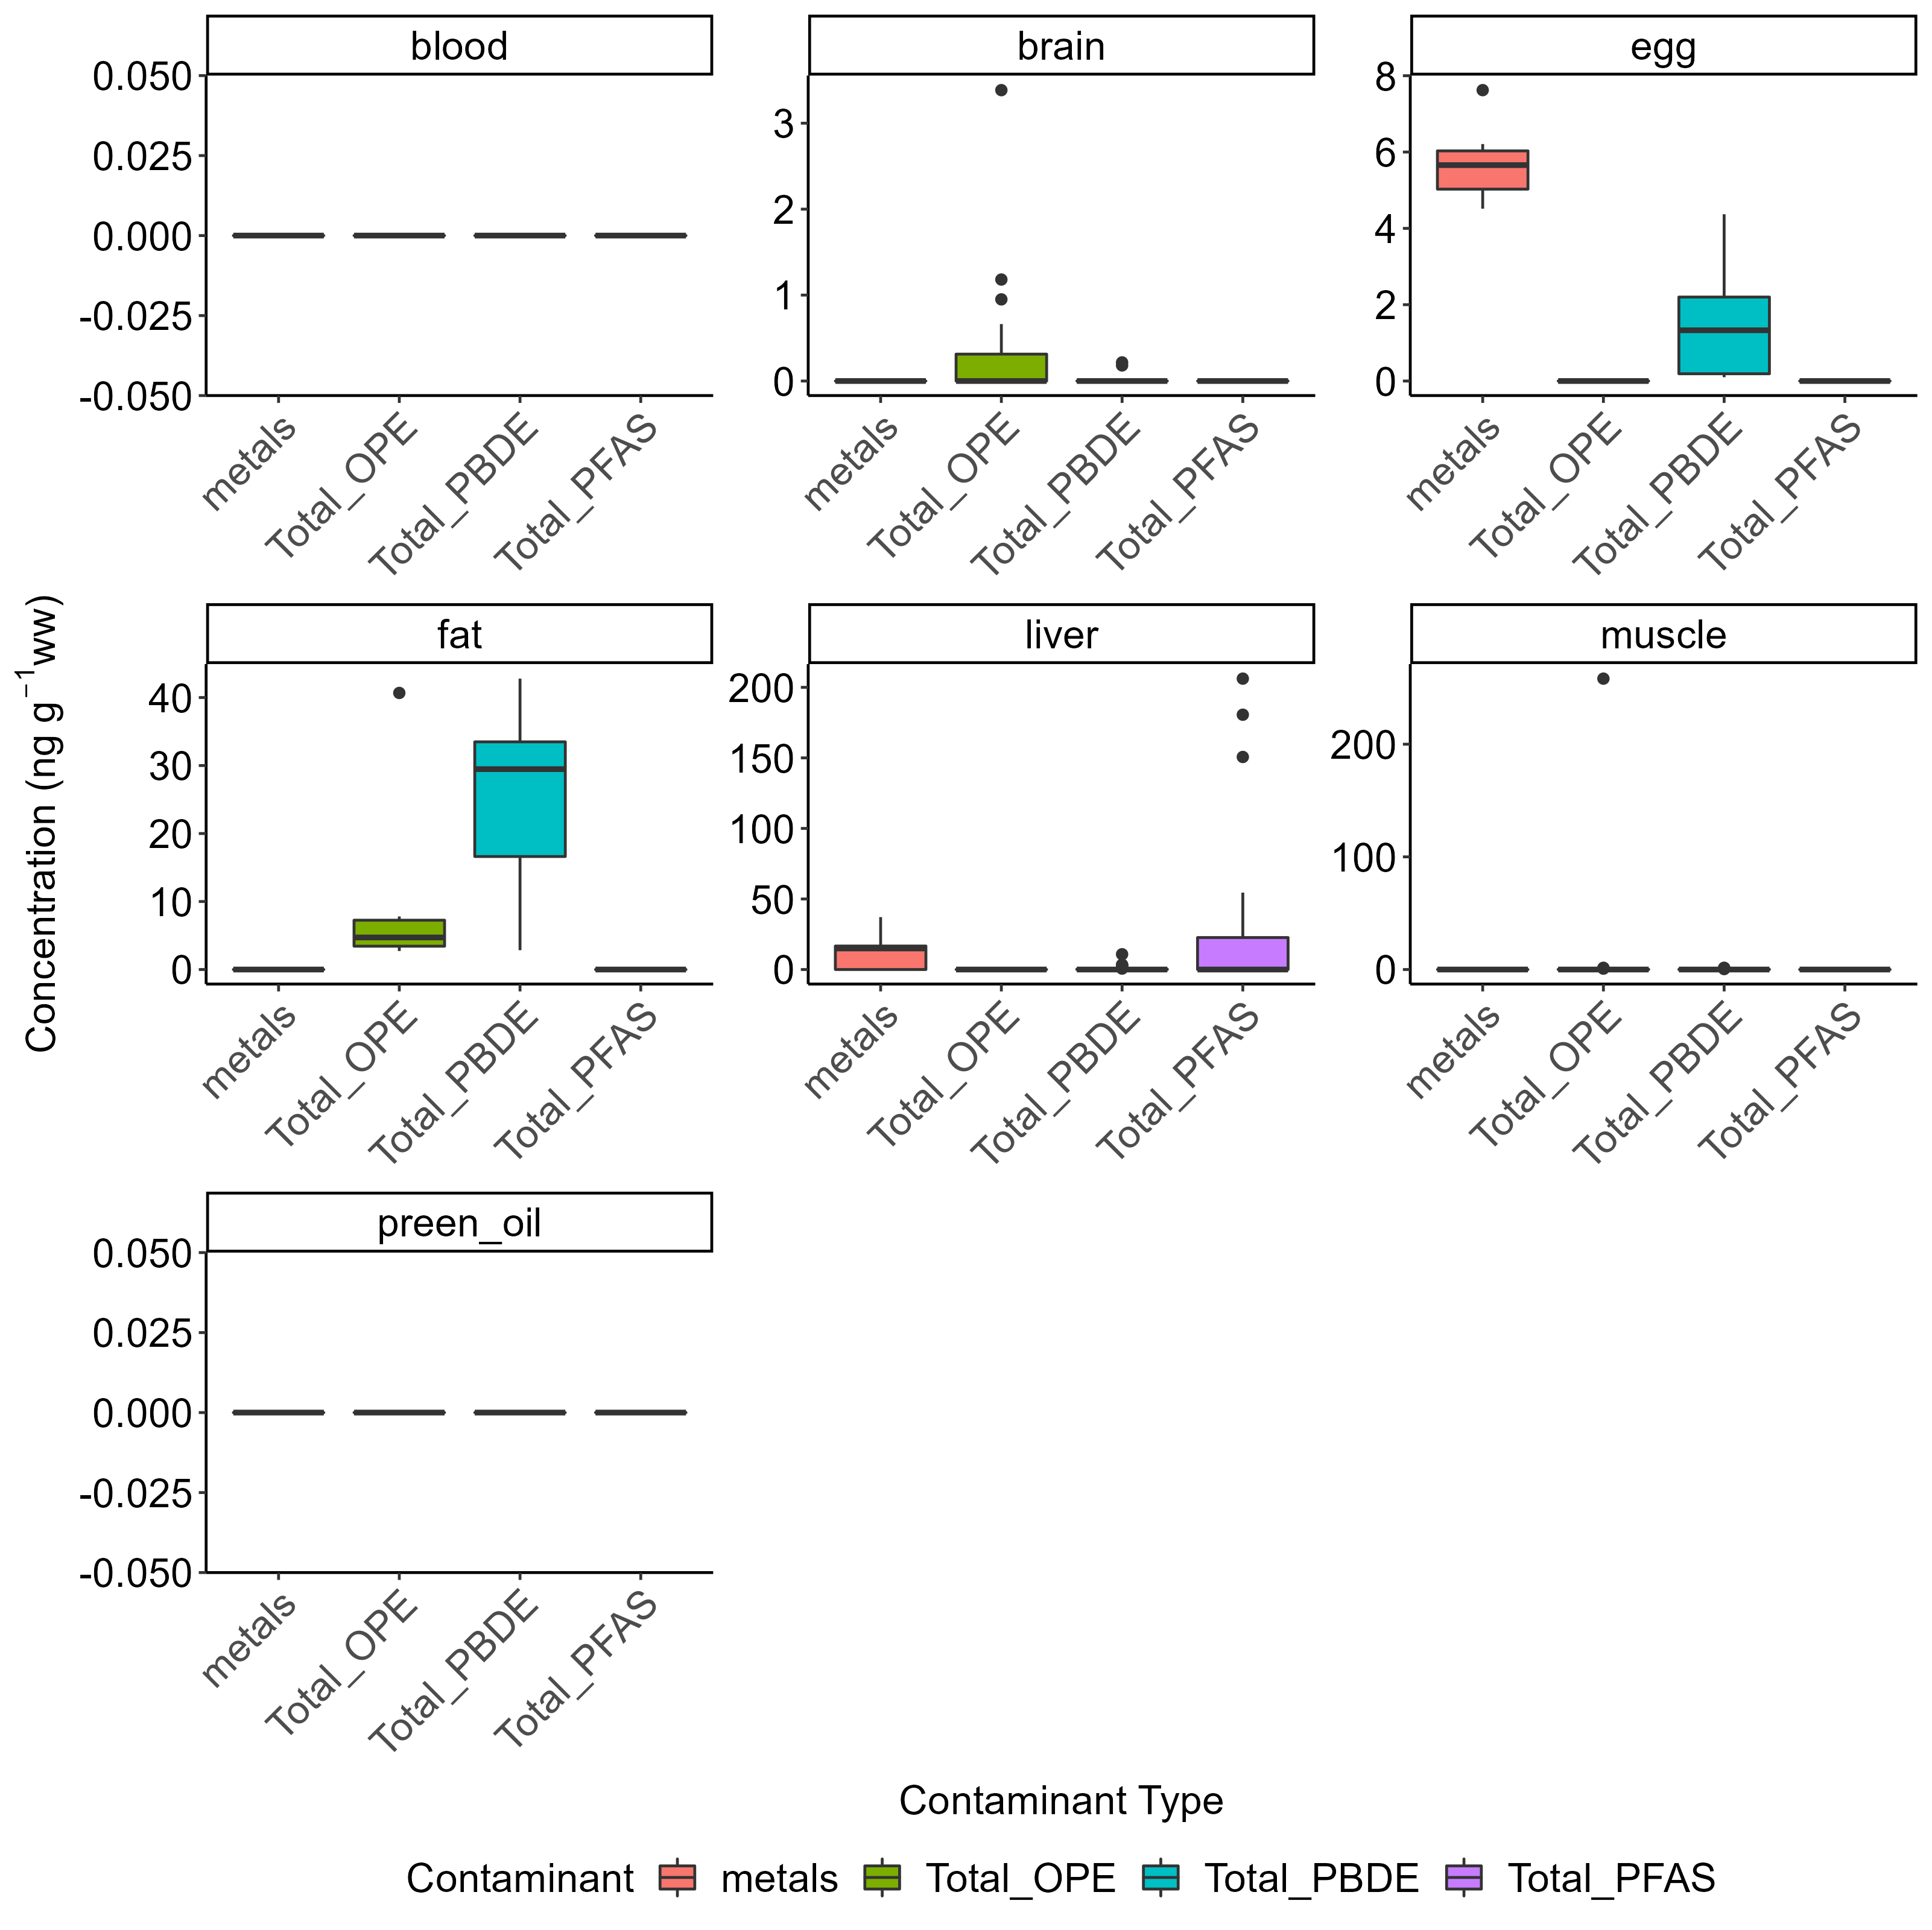 blood
brain
egg
0.050
0.025
0.000
-0.025
-0.050
3
2
1
0
8
6
4
2
0
metals
Total_OPE
Total_PBDE
Total_PFAS
metals
Total_OPE
Total_PBDE
Total_PFAS
metals
Total_OPE
Total_PBDE
Total_PFAS
Concentration (ng g⁻¹ww)
fat
liver
muscle
40
30
20
10
0
200
150
100
50
0
200
100
0
metals
Total_OPE
Total_PBDE
Total_PFAS
metals
Total_OPE
Total_PBDE
Total_PFAS
metals
Total_OPE
Total_PBDE
Total_PFAS
preen_oil
0.050
0.025
0.000
-0.025
-0.050
metals
Total_OPE
Total_PBDE
Total_PFAS
Contaminant Type
Contaminant metals Total_OPE Total_PBDE Total_PFAS